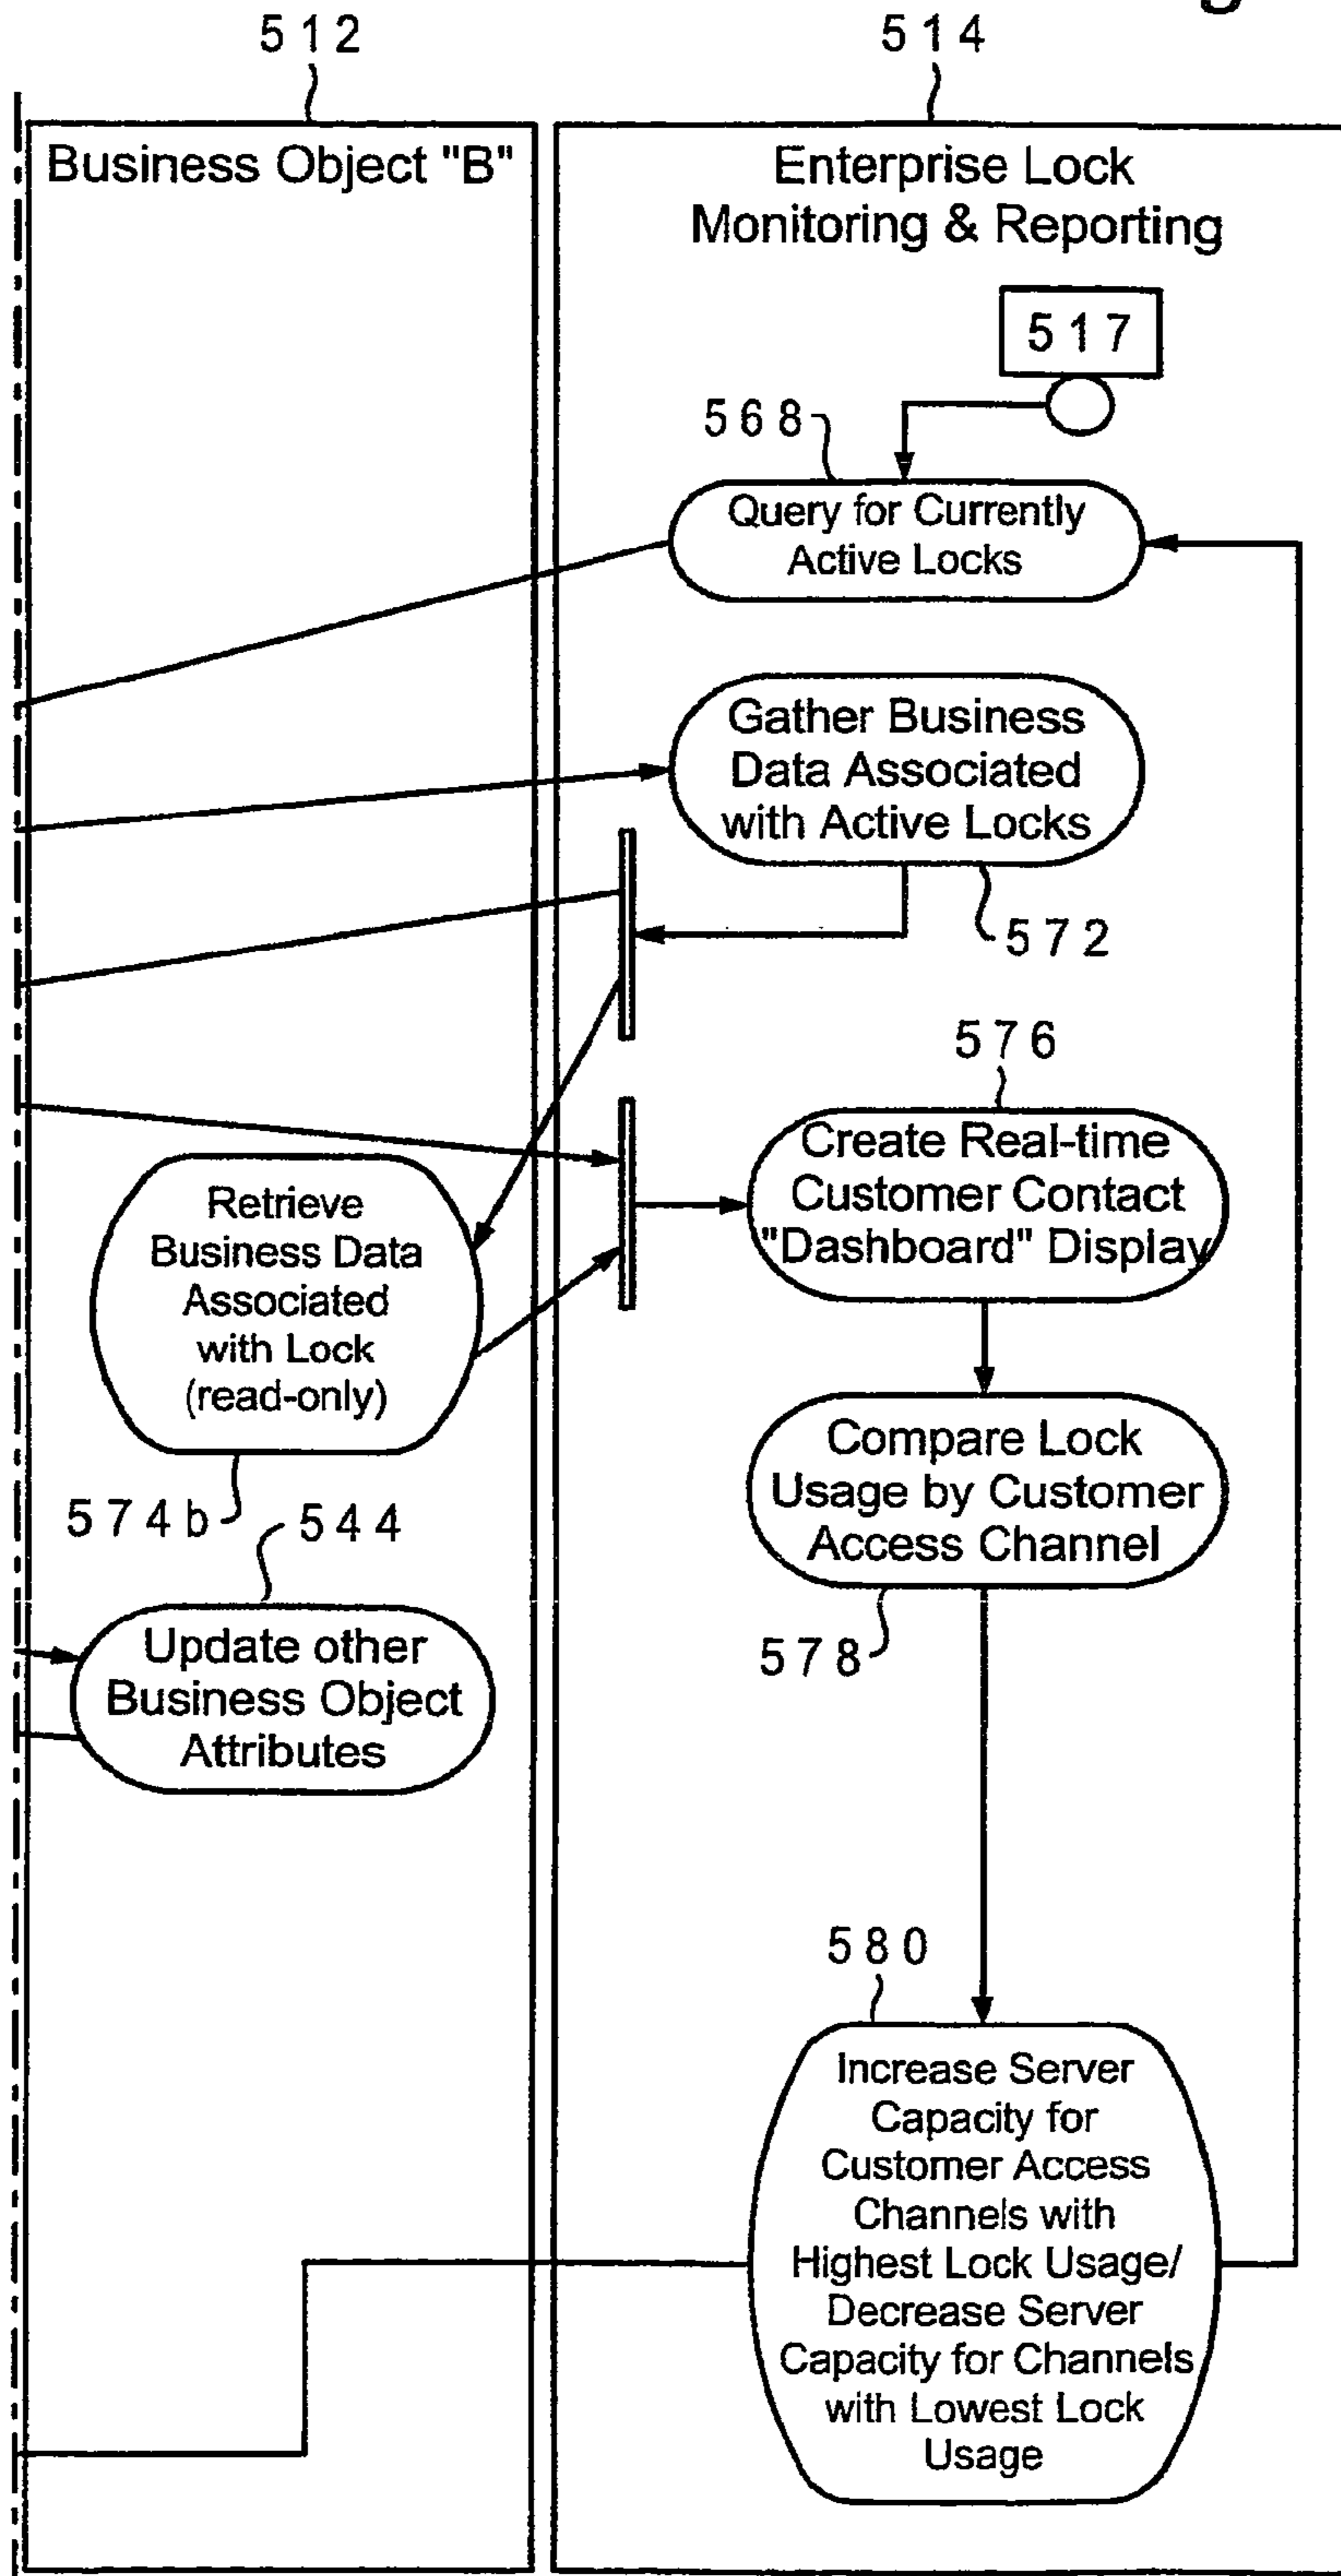 g
512
514
Business Object "B"
Enterprise Lock
Monitoring & Reporting
517
568
Query for Currently
Active Locks
Gather Business
Data Associated
with Active Locks
572
576
Create Real-time
Customer Contact
"Dashboard" Display
Retrieve
Business Data
Associated
with Lock
(read-only)
574b
544
Compare Lock
Usage by Customer
Access Channel
578
Update other
Business Object
Attributes
580
Increase Server
Capacity for
Customer Access
Channels with
Highest Lock Usage/
Decrease Server
Capacity for Channels
with Lowest Lock
Usage